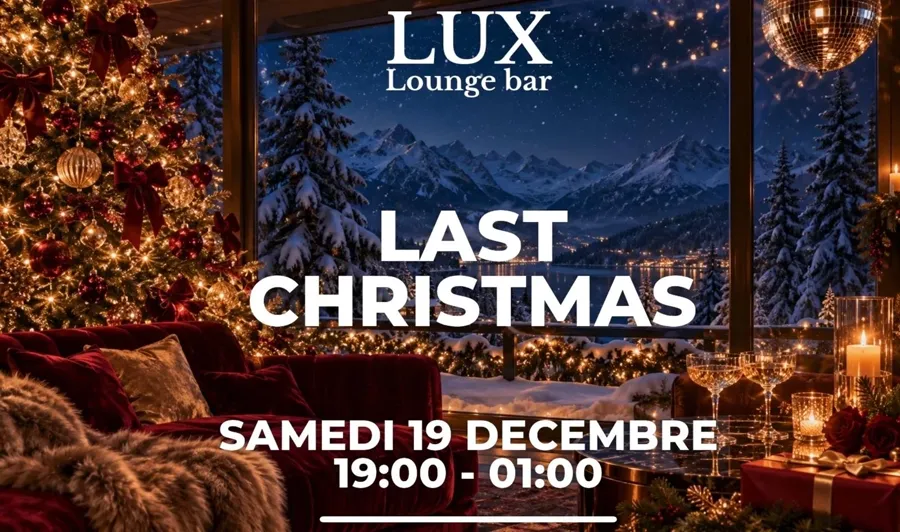 LUX
Lounge bar
LAST
CHRISTMAS
SAMEDI 19 DECEMBRE
19:00 - 01:00